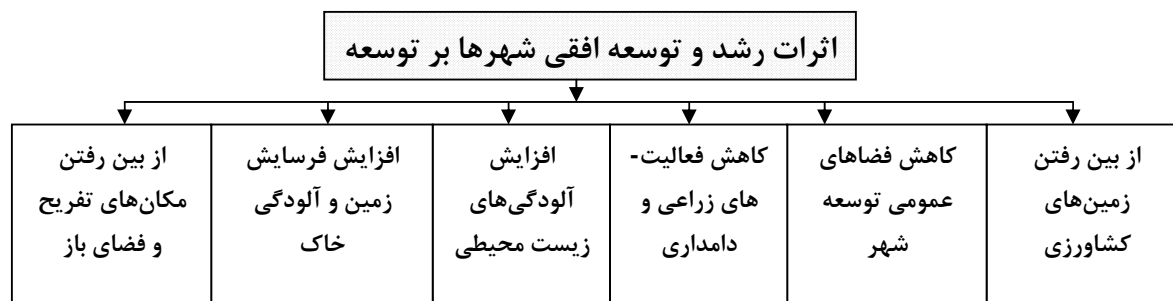 اثرات رشد و توسعه افقی شهرها بر توسعه
از بین رفتن
زمین‌های
کشاورزی
کاهش فضاهای
عمومی توسعه
شهر
کاهش فعالیت-
های زراعی و
دامداری
افزایش
آلودگی‌های
زیست محیطی
افزایش فرسایش
زمین و آلودگی
خاک
از بین رفتن
مکان‌های تفریح
و فضای باز